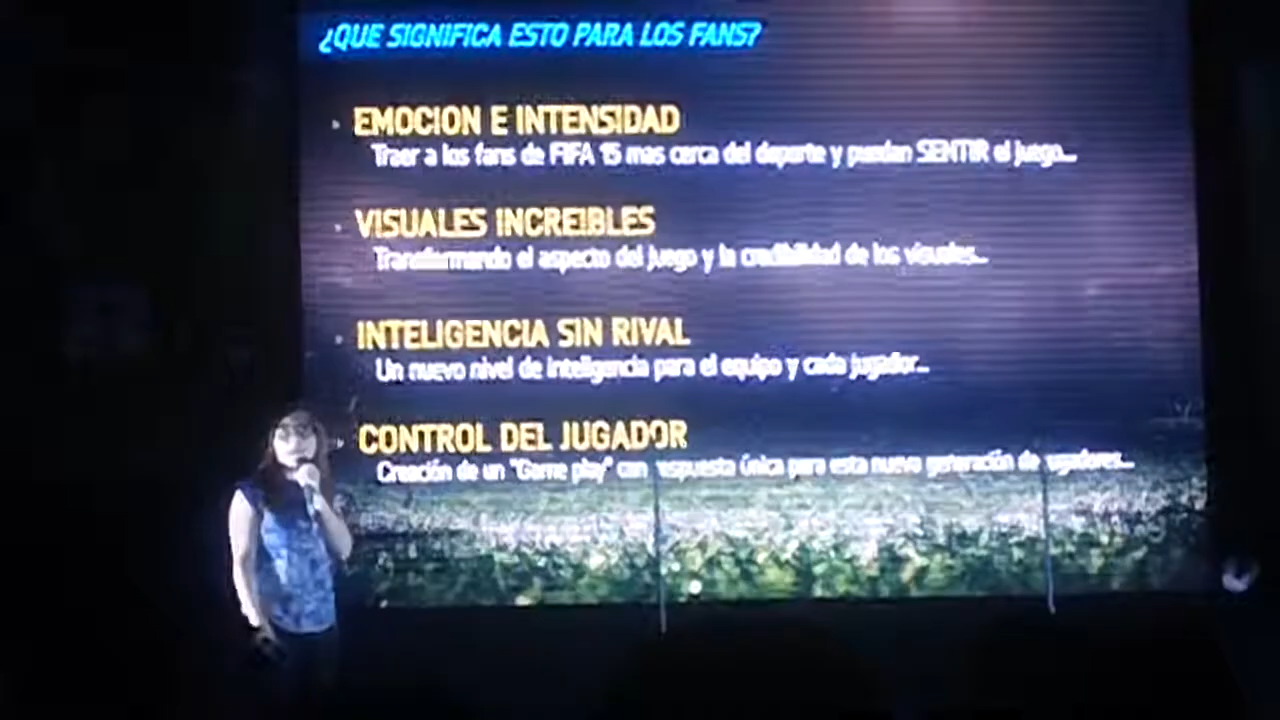 ¿QUE SIGNIFICA ESTO PARA LOS FANS?
EMOCION E INTENSIDAD
Traer a los fans de FIFA 15 mas cerca del deporte y puedan SENTIR el juego...
VISUALES INCREIBLES
Transformando el aspecto del juego y la credibilidad de los visuales...
INTELIGENCIA SIN RIVAL
Un nuevo nivel de inteligencia para el equipo y cada jugador...
CONTROL DEL JUGADOR
Creación de un "Game play" con respuesta única para esta nueva generación de jugadores...